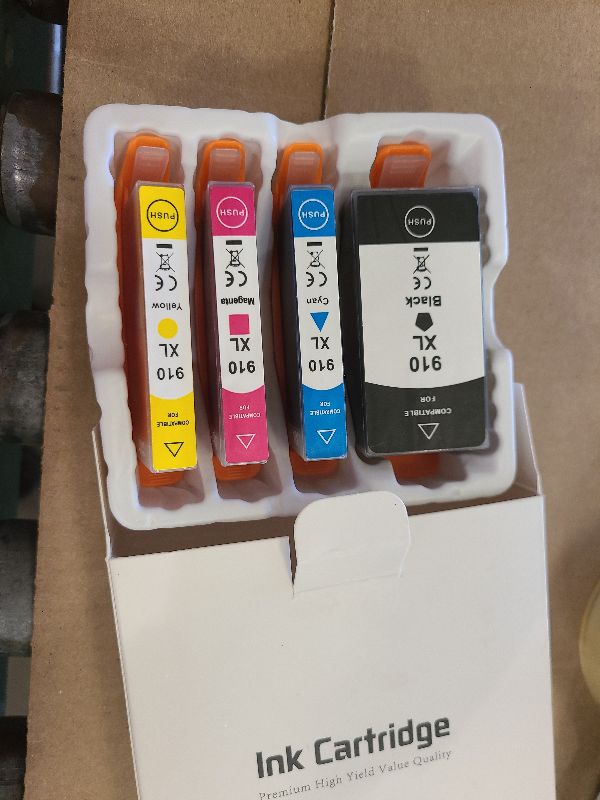 PUSH
Yellow
XL
910
FOR
COMPATIBLE
PUSH
Magenta
XL
910
FOR
COMPATIBLE
PUSH
Cyan
XL
910
FOR
COMPATIBLE
PUSH
Black
XL
910
FOR
COMPATIBLE
Ink Cartridge
Premium High Yield Value Quality